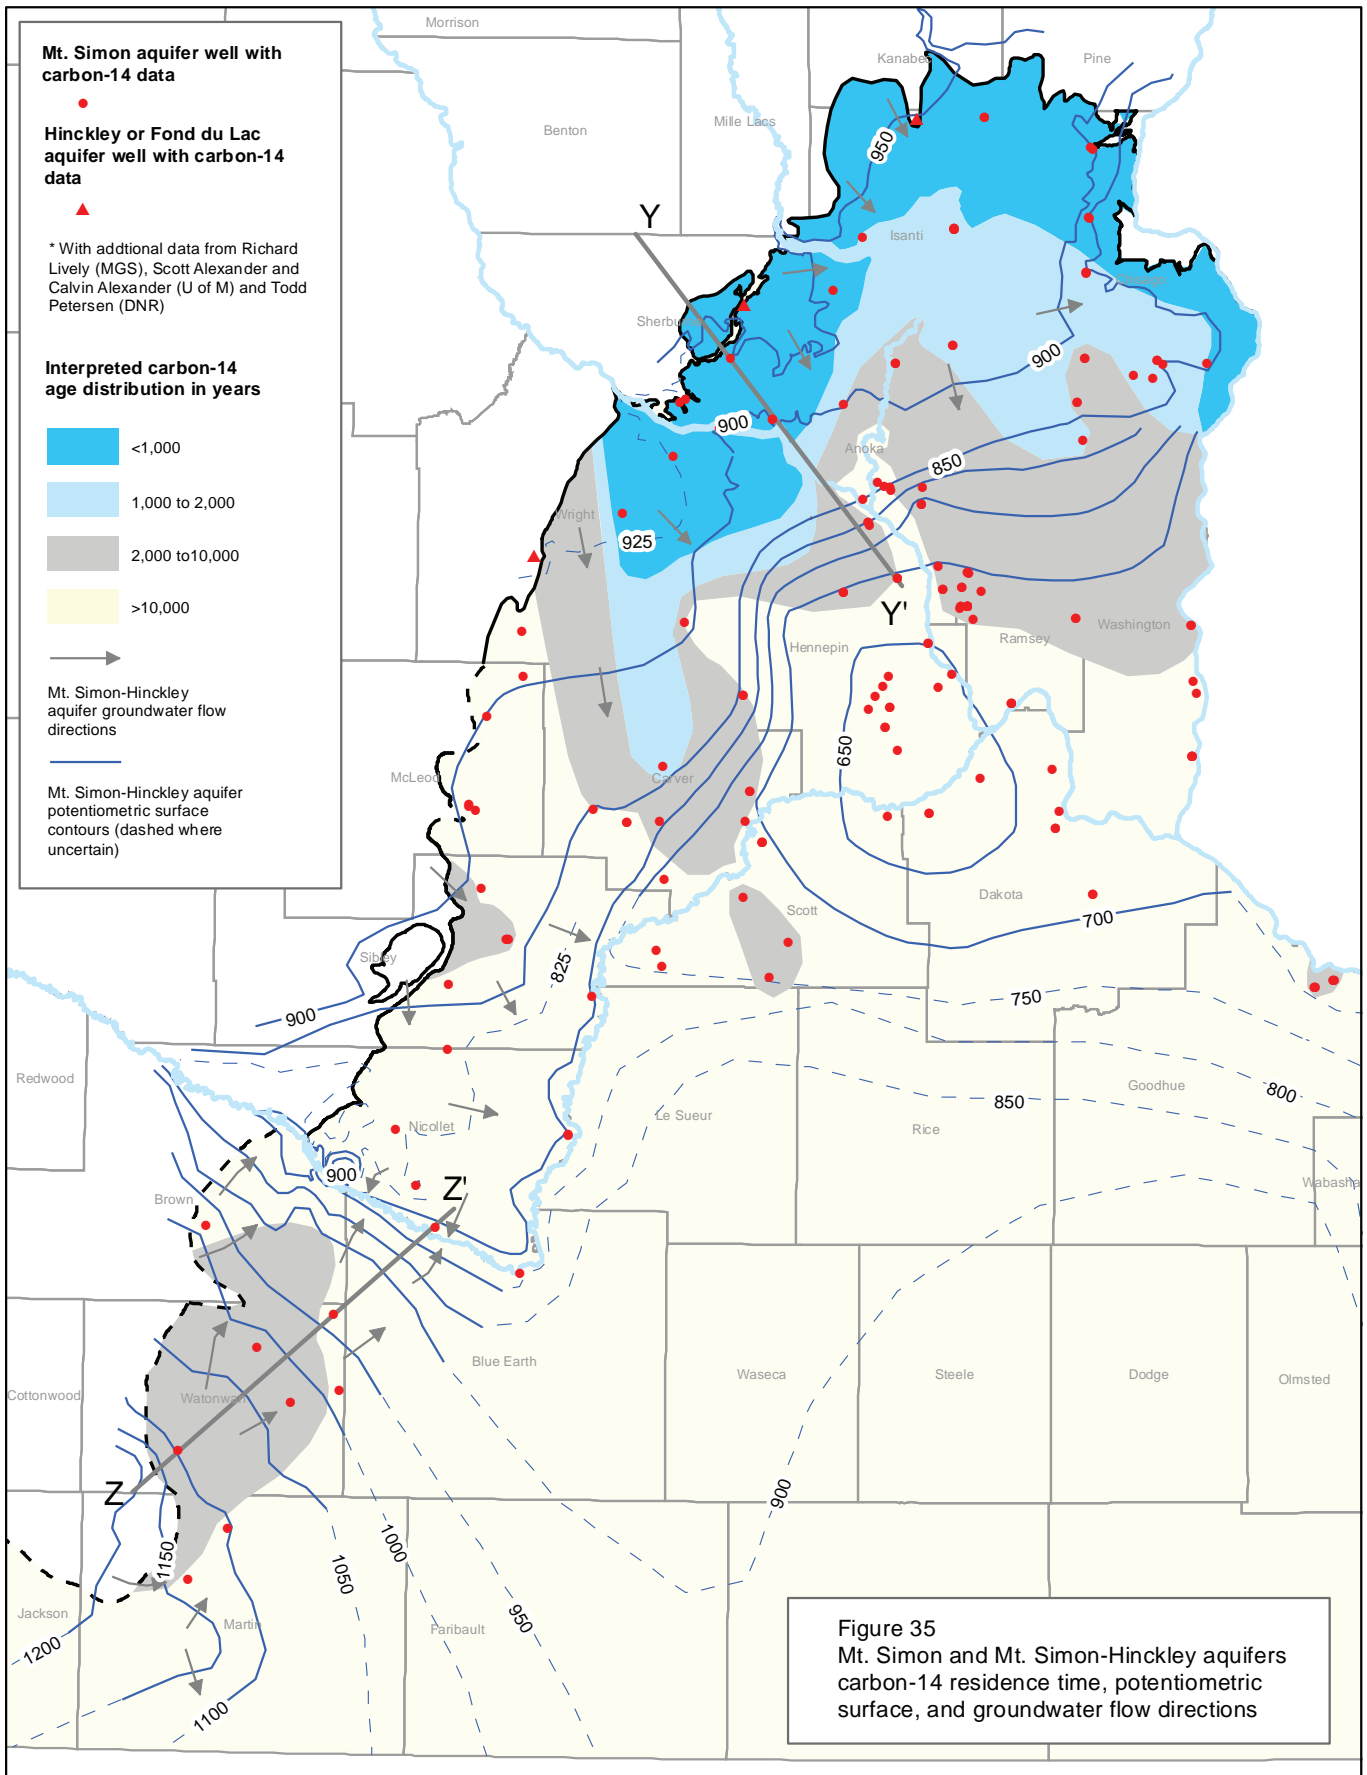 Mt. Simon aquifer well with
carbon-14 data
Hinckley or Fond du Lac
aquifer well with carbon-14
data
* With addtional data from Richard
Lively (MGS), Scott Alexander and
Calvin Alexander (U of M) and Todd
Petersen (DNR)
Interpreted carbon-14
age distribution in years
<1,000
1,000 to 2,000
2,000 to10,000
>10,000
Mt. Simon-Hinckley
aquifer groundwater flow
directions
Mt. Simon-Hinckley aquifer
potentiometric surface
contours (dashed where
uncertain)
Morrison
Kanabec
Pine
Benton
Mille Lacs
950
Y
Isanti
Chisago
Sherburne
900
900
Anoka
850
Wright
925
Y'
Hennepin
Ramsey
Washington
650
McLeod
Carver
Scott
Dakota
700
Sibley
825
900
750
Redwood
Goodhue
800
850
Le Sueur
Rice
Nicollet
900
Z'
Brown
Wabasha
Blue Earth
Waseca
Steele
Dodge
Olmsted
Cottonwood
Watonwan
Z
900
1150
1000
1050
950
Jackson
Martin
Faribault
1200
1100
Figure 35
Mt. Simon and Mt. Simon-Hinckley aquifers
carbon-14 residence time, potentiometric
surface, and groundwater flow directions